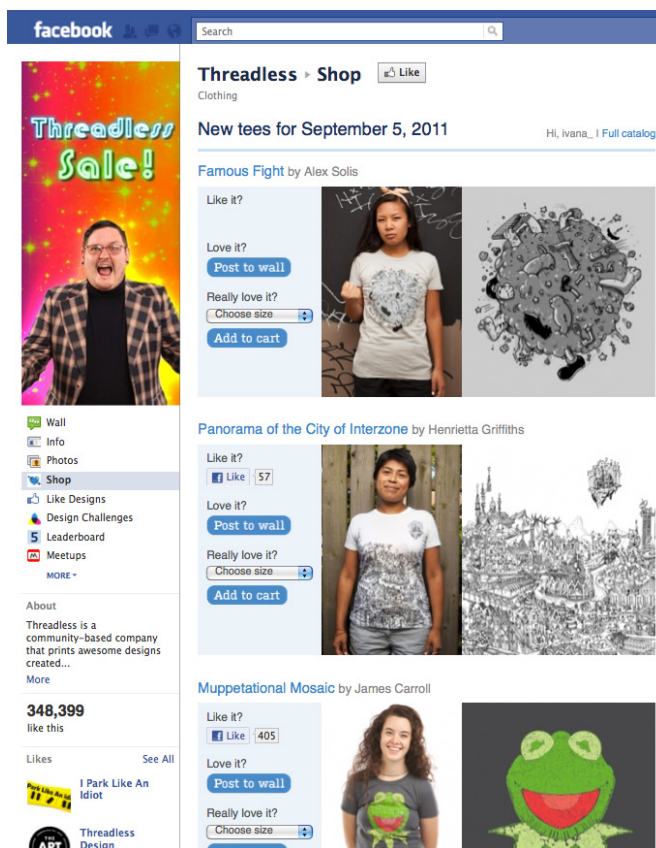 facebook
Search
Threadless ▸ Shop
Like
Clothing
New tees for September 5, 2011
Hi, ivana_ | Full catalog
Threadless
Sale!
Famous Fight by Alex Solis
Like it?
Love it?
Post to wall
Really love it?
Choose size
Add to cart
Wall
Info
Photos
Shop
Like Designs
Design Challenges
5 Leaderboard
Meetups
MORE
Panorama of the City of Interzone by Henrietta Griffiths
Like it?
Like 57
Love it?
Post to wall
Really love it?
Choose size
Add to cart
About
Threadless is a
community-based company
that prints awesome designs
created...
More
348,399
like this
Likes See All
Park Like An Idiot
I Park Like An
Idiot
THE
ART
Threadless
Design
Muppetational Mosaic by James Carroll
Like it?
Like 405
Love it?
Post to wall
Really love it?
Choose size